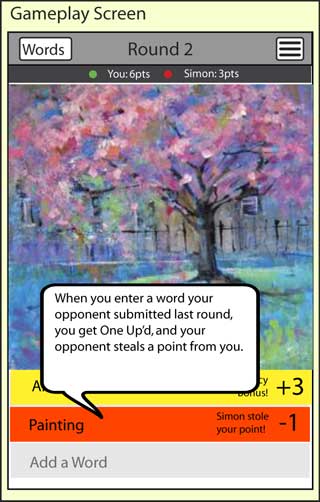 Gameplay Screen
Words
Round 2
You: 6pts
Simon: 3pts
When you enter a word your
opponent submitted last round,
you get One Up'd, and your
opponent steals a point from you.
bonus!
+3
Painting
Simon stole
your point!
-1
Add a Word